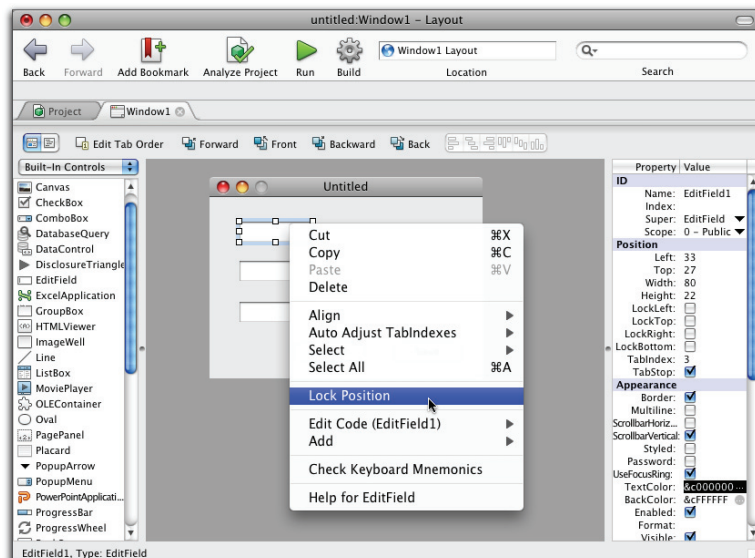 untitled:Window1 – Layout
Window1 Layout
Back Forward Add Bookmark Analyze Project Run Build Location Search
Project Window1
Edit Tab Order Forward Front Backward Back
Built-In Controls
Canvas
CheckBox
ComboBox
DatabaseQuery
DataControl
DisclosureTriangle
EditField
ExcelApplication
GroupBox
HTMLViewer
ImageWell
Line
ListBox
MoviePlayer
OLEContainer
Oval
PagePanel
Placard
PopupArrow
PopupMenu
PowerPointApplicati...
ProgressBar
ProgressWheel
Untitled
Cut ⌘X
Copy ⌘C
Paste ⌘V
Delete
Align
Auto Adjust TabIndexes
Select
Select All ⌘A
Lock Position
Edit Code (EditField1)
Add
Check Keyboard Mnemonics
Help for EditField
Property Value
ID
Name: EditField1
Index:
Super: EditField
Scope: 0 – Public
Position
Left: 33
Top: 27
Width: 80
Height: 22
LockLeft:
LockTop:
LockRight:
LockBottom:
TabIndex: 3
TabStop:
Appearance
Border:
Multiline:
ScrollbarHoriz...
ScrollbarVertical:
Styled:
Password:
UseFocusRing:
TextColor: &c000000 ...
BackColor: &cFFFFFF
Enabled:
Format:
Visible:
EditField1, Type: EditField